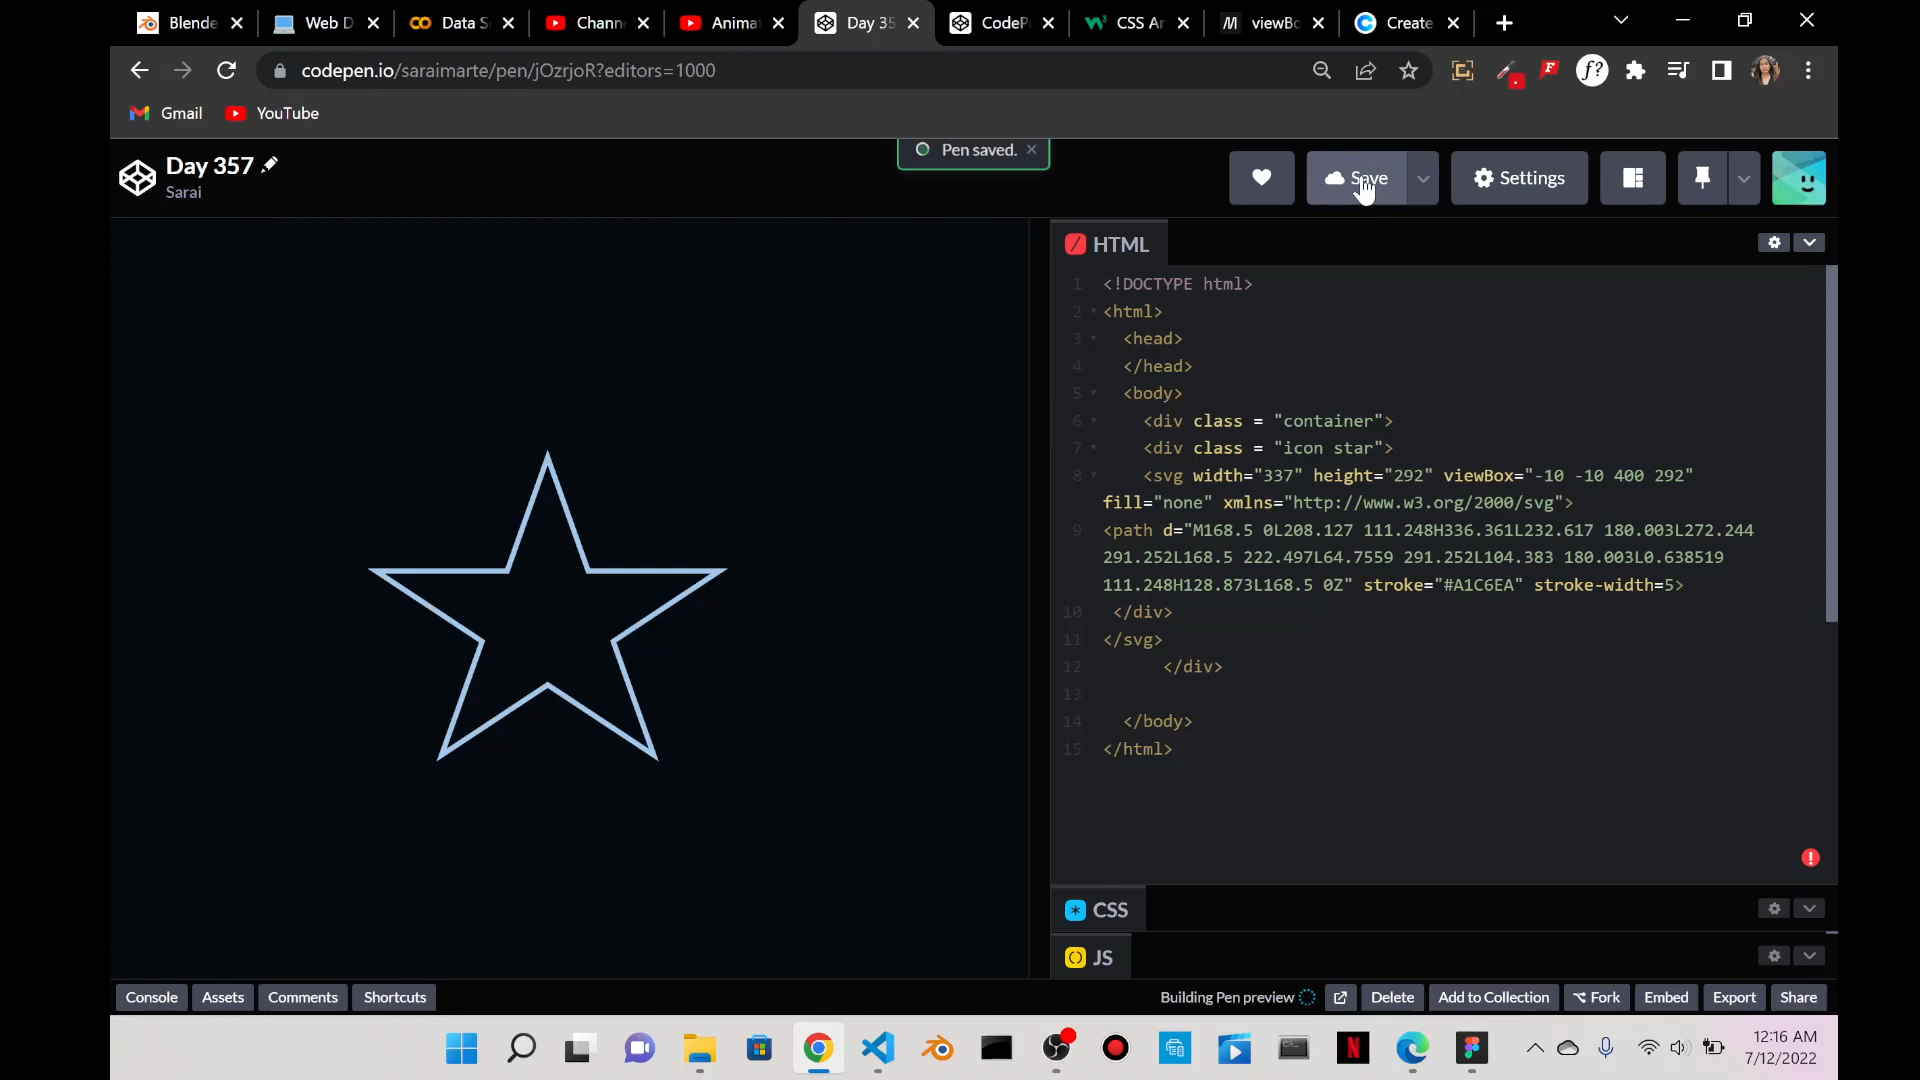 Blende
Web D
Data S
Chann
Anima
Day 35
CodeP
CSS Ar
viewBo
Create
codepen.io/saraimarte/pen/jOzrjoR?editors=1000
Gmail
YouTube
Day 357
Sarai
Pen saved.
Save
Settings
HTML
1 <!DOCTYPE html>
2 <html>
3 <head>
4 </head>
5 <body>
6 <div class = "container">
7 <div class = "icon star">
8 <svg width="337" height="292" viewBox="-10 -10 400 292"
fill="none" xmlns="http://www.w3.org/2000/svg">
9 <path d="M168.5 0L208.127 111.248H336.361L232.617 180.003L272.244
291.252L168.5 222.497L64.7559 291.252L104.383 180.003L0.638519
111.248H128.873L168.5 0Z" stroke="#A1C6EA" stroke-width=5>
10 </div>
11 </svg>
12 </div>
13
14 </body>
15 </html>
CSS
JS
Console
Assets
Comments
Shortcuts
Building Pen preview
Delete
Add to Collection
Fork
Embed
Export
Share
12:16 AM
7/12/2022